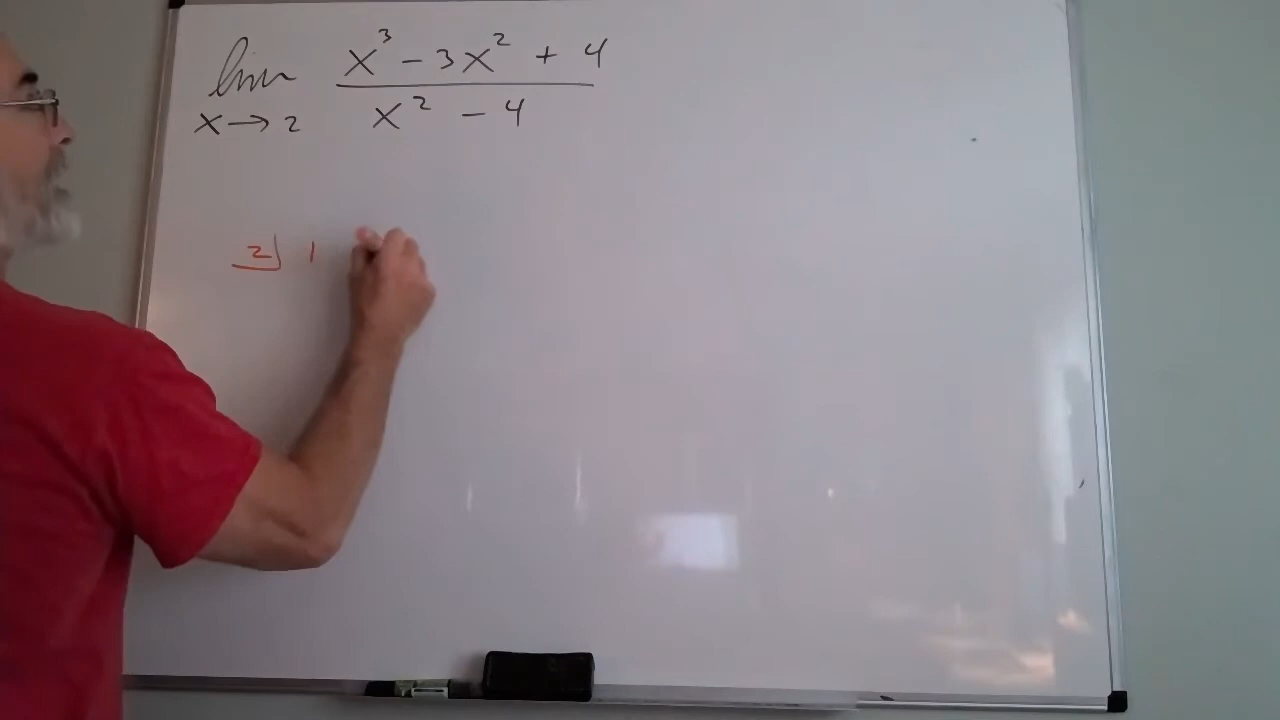 lim x³ - 3x² + 4
x → 2 x² - 4
2 1